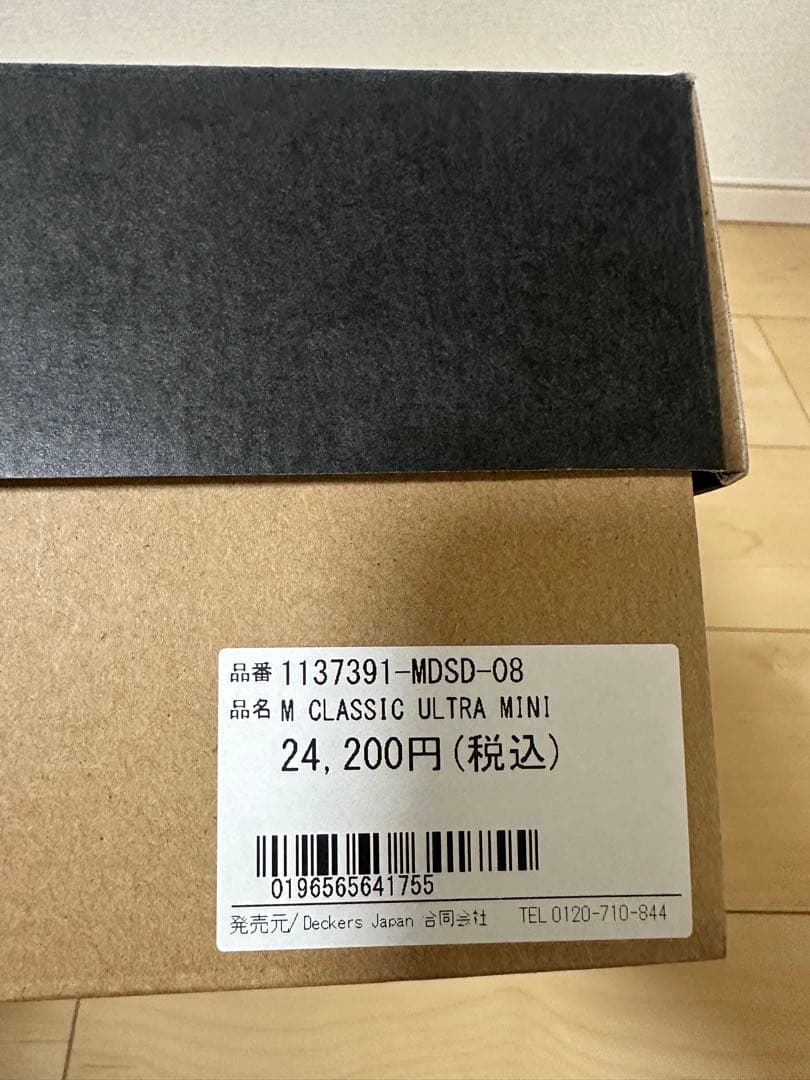 品番 1137391-MDSD-08
品名 M CLASSIC ULTRA MINI
24,200円(税込)
0196565641755
発売元/Deckers Japan 合同会社 TEL 0120-710-844